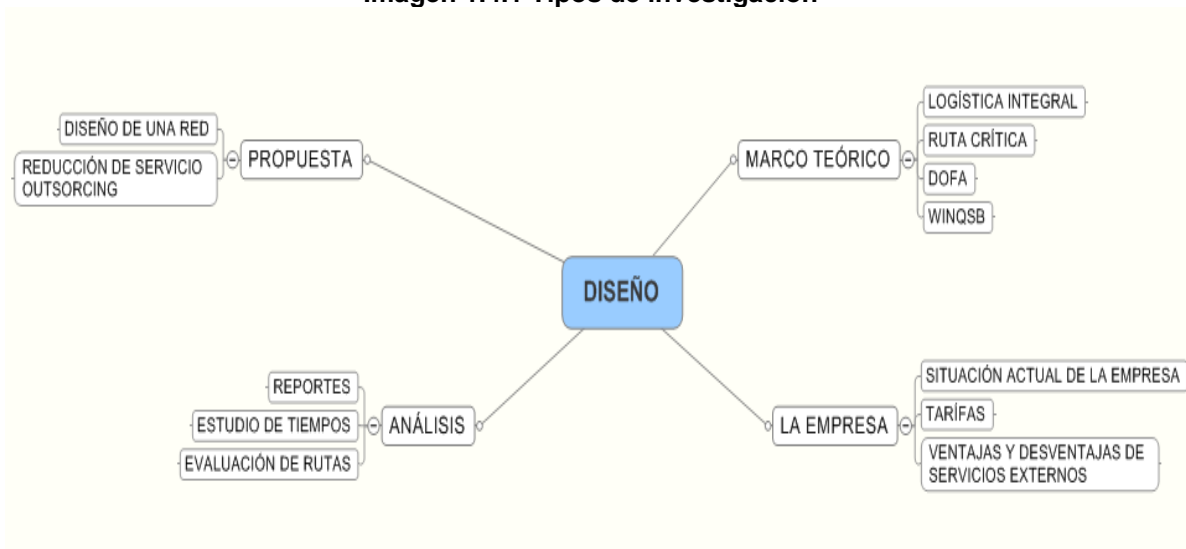 Imagen 1.4.1 Tipos de investigación
DISEÑO DE UNA RED
REDUCCIÓN DE SERVICIO
OUTSORCING
PROPUESTA
MARCO TEÓRICO
LOGÍSTICA INTEGRAL
RUTA CRÍTICA
DOFA
WINQSB
DISEÑO
REPORTES
ESTUDIO DE TIEMPOS
EVALUACIÓN DE RUTAS
ANÁLISIS
LA EMPRESA
SITUACIÓN ACTUAL DE LA EMPRESA
TARÍFAS
VENTAJAS Y DESVENTAJAS DE
SERVICIOS EXTERNOS